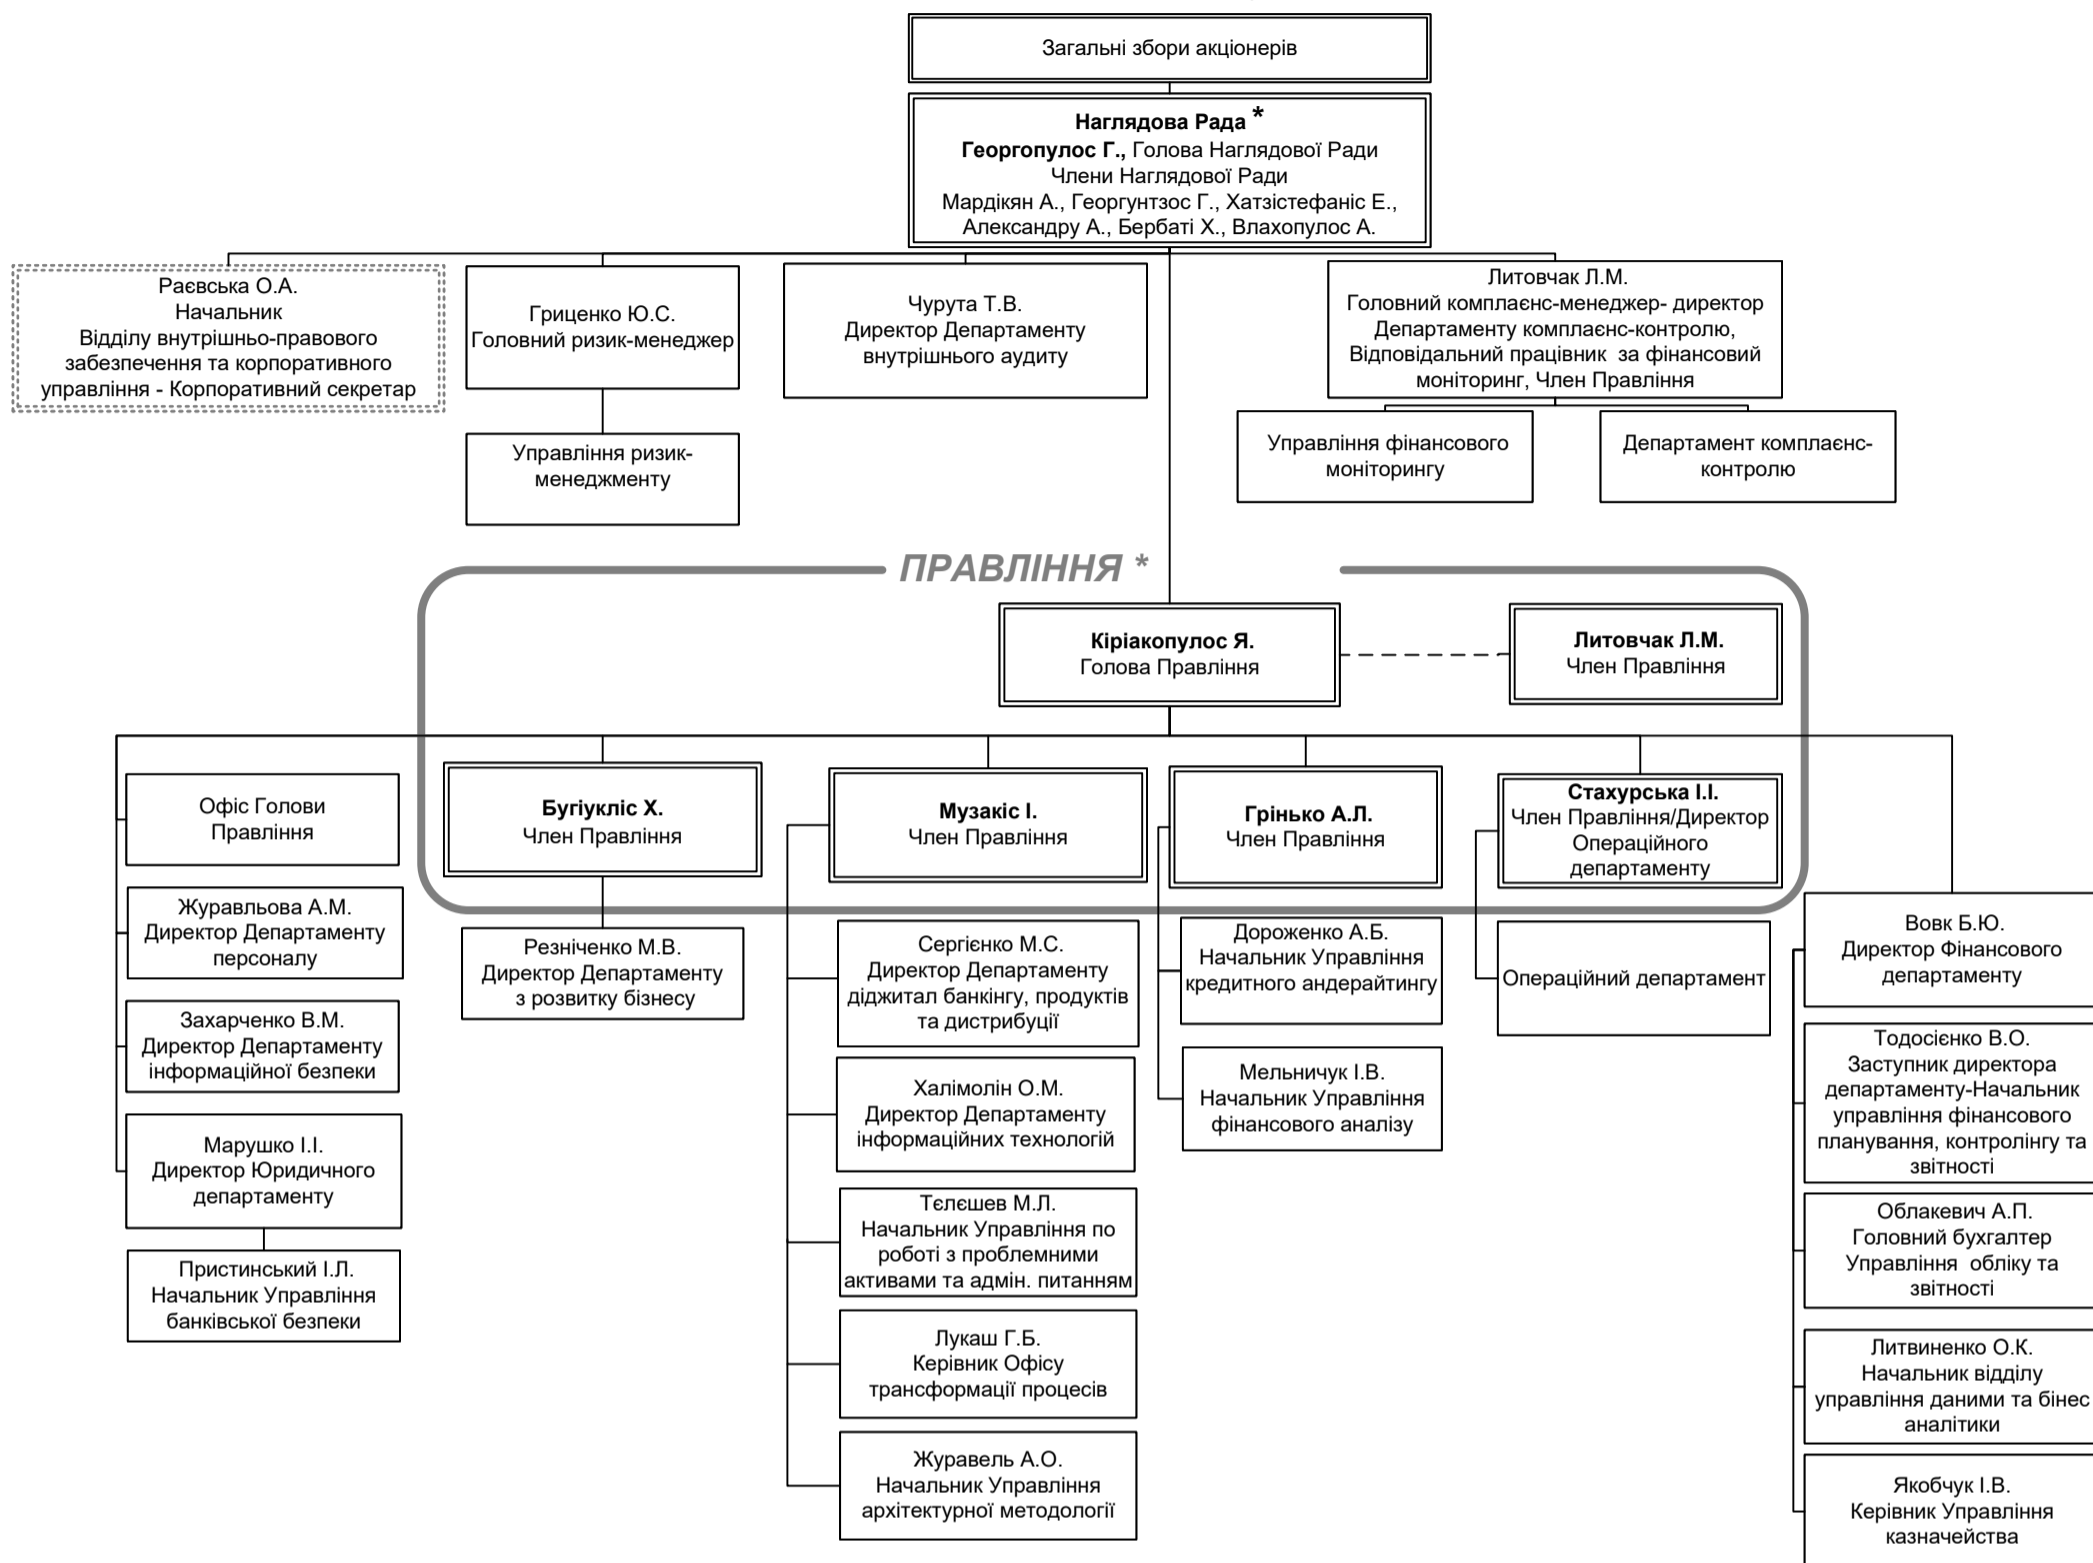 Загальні збори акціонерів
Наглядова Рада *
Георгопулос Г., Голова Наглядової Ради
Члени Наглядової Ради
Мардікян А., Георгунтзос Г., Хатзістефаніс Е.,
Александру А., Бербаті Х., Влахопулос А.
Раєвська О.А.
Начальник
Відділу внутрішньо-правового
забезпечення та корпоративного
управління - Корпоративний секретар
Гриценко Ю.С.
Головний ризик-менеджер
Чурута Т.В.
Директор Департаменту
внутрішнього аудиту
Литовчак Л.М.
Головний комплаєнс-менеджер- директор
Департаменту комплаєнс-контролю,
Відповідальний працівник за фінансовий
моніторинг, Член Правління
Управління ризик-
менеджменту
Управління фінансового
моніторингу
Департамент комплаєнс-
контролю
ПРАВЛІННЯ *
Кіріакопулос Я.
Голова Правління
Литовчак Л.М.
Член Правління
Офіс Голови
Правління
Бугіукліс Х.
Член Правління
Музакіс І.
Член Правління
Грінько А.Л.
Член Правління
Стахурська І.І.
Член Правління/Директор
Операційного
департаменту
Журавльова А.М.
Директор Департаменту
персоналу
Захарченко В.М.
Директор Департаменту
інформаційної безпеки
Марушко І.І.
Директор Юридичного
департаменту
Пристинський І.Л.
Начальник Управління
банківської безпеки
Резніченко М.В.
Директор Департаменту
з розвитку бізнесу
Сергієнко М.С.
Директор Департаменту
діджитал банкінгу, продуктів
та дистрибуції
Халімолін О.М.
Директор Департаменту
інформаційних технологій
Тєлєшев М.Л.
Начальник Управління по
роботі з проблемними
активами та адмін. питанням
Лукаш Г.Б.
Керівник Офісу
трансформації процесів
Журавель А.О.
Начальник Управління
архітектурної методології
Дороженко А.Б.
Начальник Управління
кредитного андерайтингу
Мельничук І.В.
Начальник Управління
фінансового аналізу
Операційний департамент
Вовк Б.Ю.
Директор Фінансового
департаменту
Тодосієнко В.О.
Заступник директора
департаменту-Начальник
управління фінансового
планування, контролінгу та
звітності
Облакевич А.П.
Головний бухгалтер
Управління обліку та
звітності
Литвиненко О.К.
Начальник відділу
управління даними та бінес
аналітики
Якобчук І.В.
Керівник Управління
казначейства